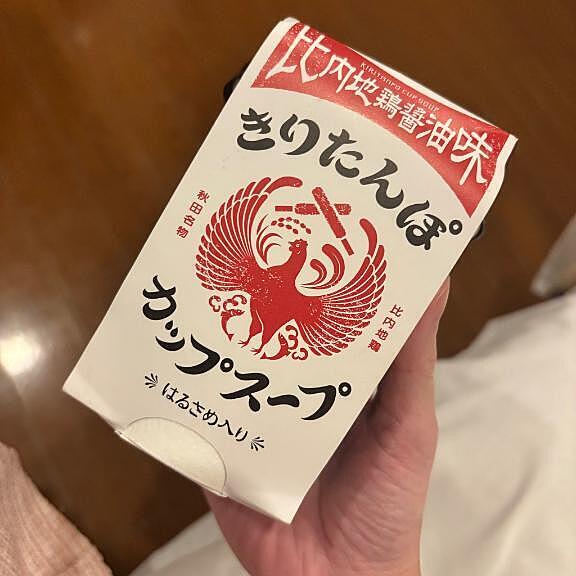 比内地鶏醤油味
KIRITANPO CUP SOUP
きりたんぽ
秋田名物
比内地鶏
カップスープ
はるさめ入り